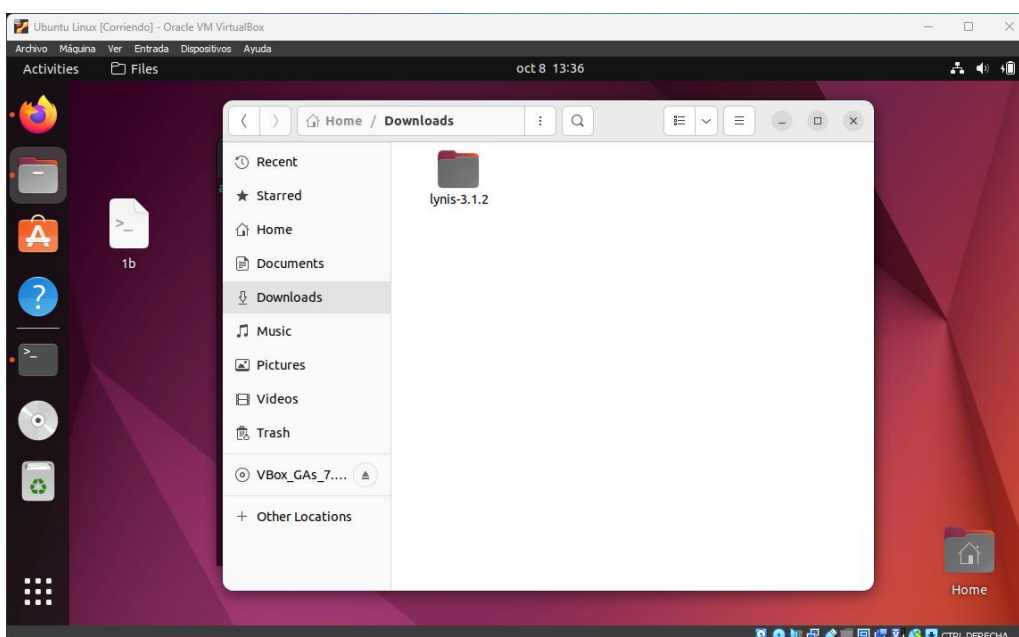 Ubuntu Linux [Corriendo] - Oracle VM VirtualBox
Archivo Máquina Ver Entrada Dispositivos Ayuda
Activities Files oct 8 13:36
Home / Downloads
Recent
Starred
Home
Documents
Downloads
Music
Pictures
Videos
Trash
VBox_GAs_7....
+ Other Locations
lynis-3.1.2
>_
1b
?
>_
Home
CTRL DERECHA